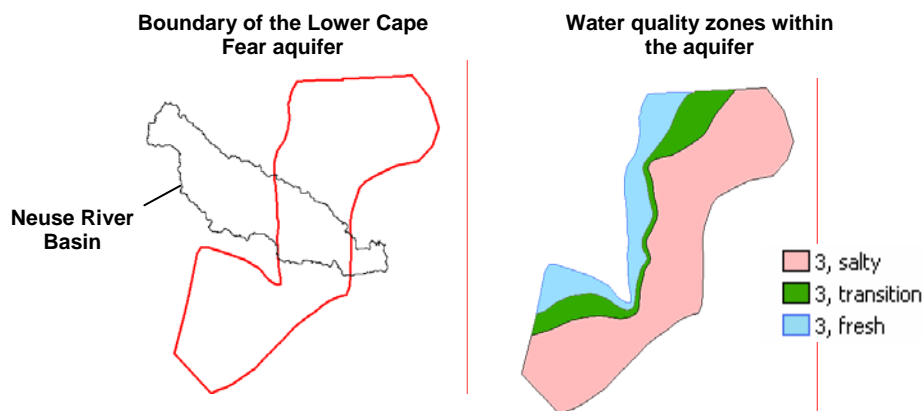 Boundary of the Lower Cape
Fear aquifer
Water quality zones within
the aquifer
Neuse River
Basin
3, salty
3, transition
3, fresh